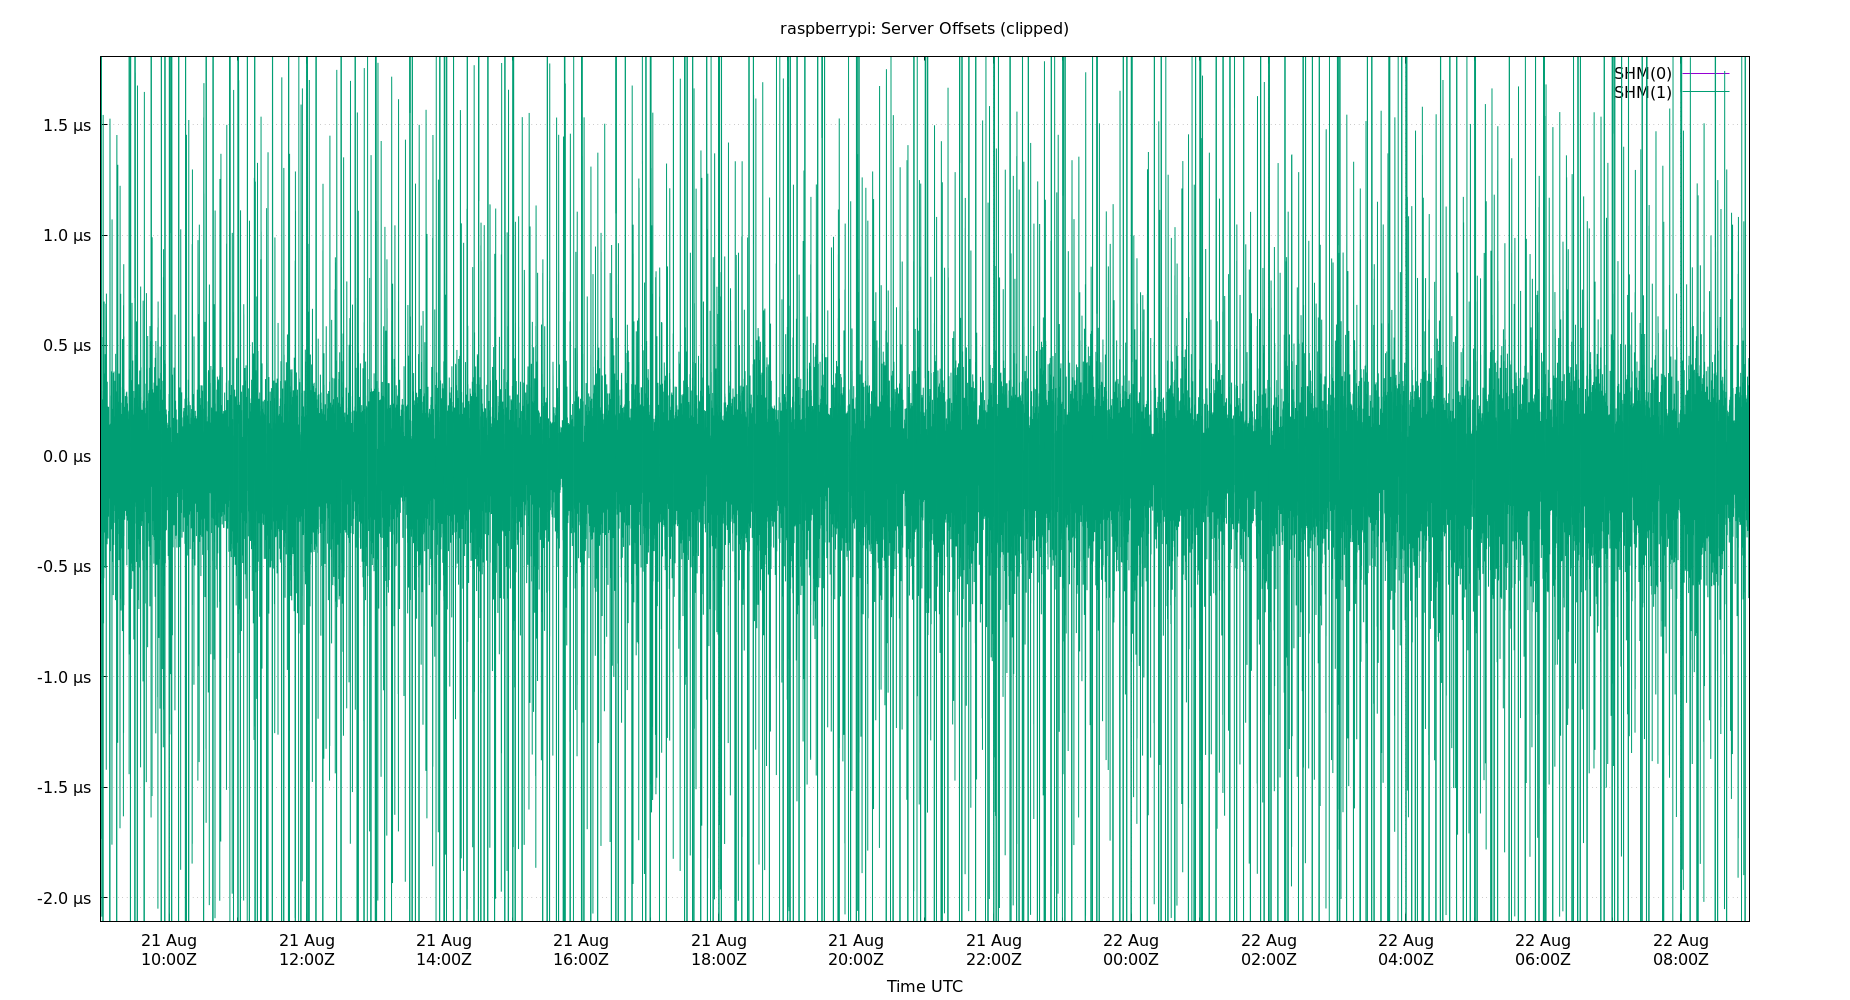 raspberrypi: Server Offsets (clipped)
SHM(0)
SHM(1)
1.5 μs
1.0 μs
0.5 μs
0.0 μs
-0.5 μs
-1.0 μs
-1.5 μs
-2.0 μs
21 Aug 21 Aug 21 Aug 21 Aug 21 Aug 21 Aug 21 Aug 22 Aug 22 Aug 22 Aug 22 Aug 22 Aug
10:00Z 12:00Z 14:00Z 16:00Z 18:00Z 20:00Z 22:00Z 00:00Z 02:00Z 04:00Z 06:00Z 08:00Z
Time UTC